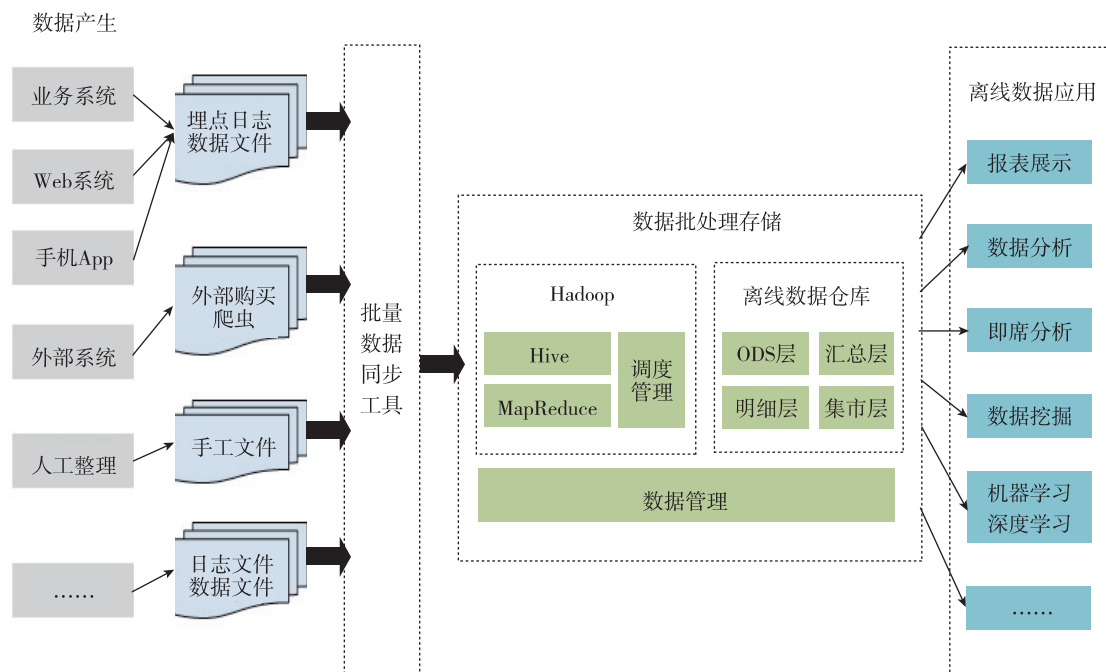 数据产生
业务系统
Web系统
手机App
外部系统
人工整理
……
埋点日志
数据文件
外部购买
爬虫
手工文件
日志文件
数据文件
批量
数据
同步
工具
数据批处理存储
Hadoop
Hive
MapReduce
调度
管理
离线数据仓库
ODS层
汇总层
明细层
集市层
数据管理
离线数据应用
报表展示
数据分析
即席分析
数据挖掘
机器学习
深度学习
……